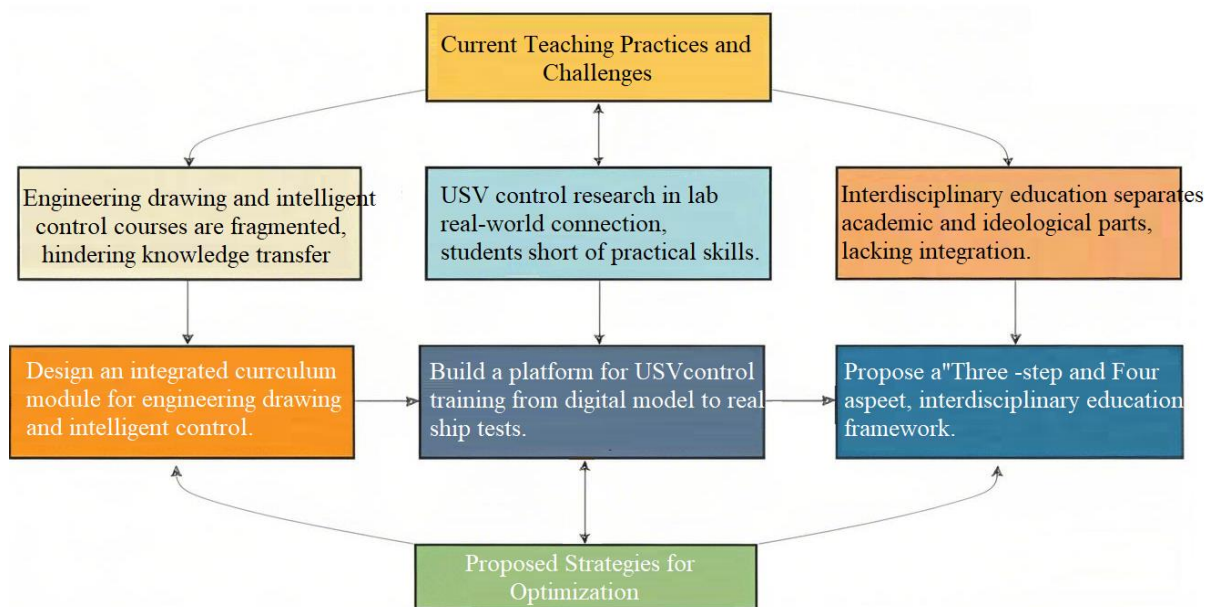 Current Teaching Practices and
Challenges
Engineering drawing and intelligent
control courses are fragmented,
hindering knowledge transfer
USV control research in lab
real-world connection,
students short of practical skills.
Interdisciplinary education separates
academic and ideological parts,
lacking integration.
Design an integrated currculum
module for engineering drawing
and intelligent control.
Build a platform for USVcontrol
training from digital model to real
ship tests.
Propose a"Three -step and Four
aspeet, interdisciplinary education
framework.
Proposed Strategies for
Optimization